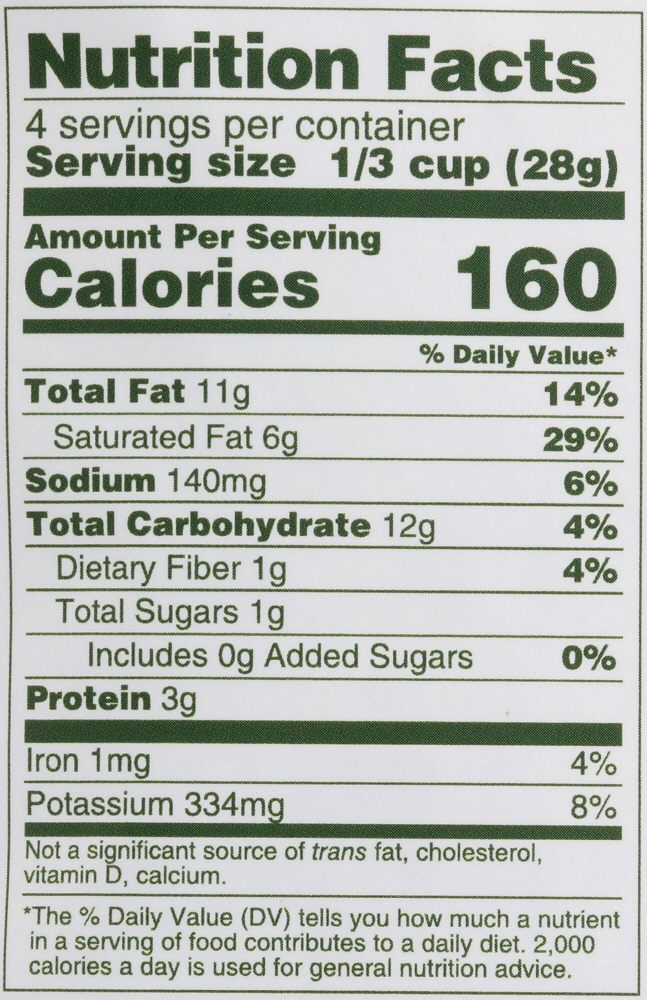 Nutrition Facts
4 servings per container
Serving size 1/3 cup (28g)
Amount Per Serving
Calories 160
% Daily Value*
Total Fat 11g 14%
Saturated Fat 6g 29%
Sodium 140mg 6%
Total Carbohydrate 12g 4%
Dietary Fiber 1g 4%
Total Sugars 1g
Includes 0g Added Sugars 0%
Protein 3g
Iron 1mg 4%
Potassium 334mg 8%
Not a significant source of trans fat, cholesterol,
vitamin D, calcium.
*The % Daily Value (DV) tells you how much a nutrient
in a serving of food contributes to a daily diet. 2,000
calories a day is used for general nutrition advice.